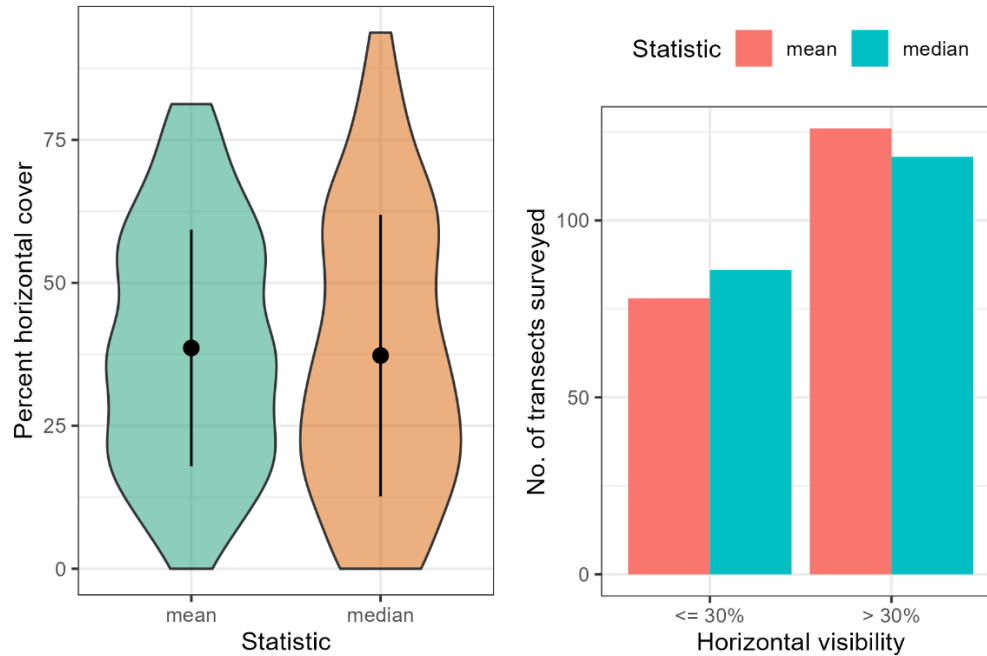 Percent horizontal cover
75
50
25
0
mean
median
Statistic
Statistic
mean
median
No. of transects surveyed
100
50
0
<= 30%
> 30%
Horizontal visibility